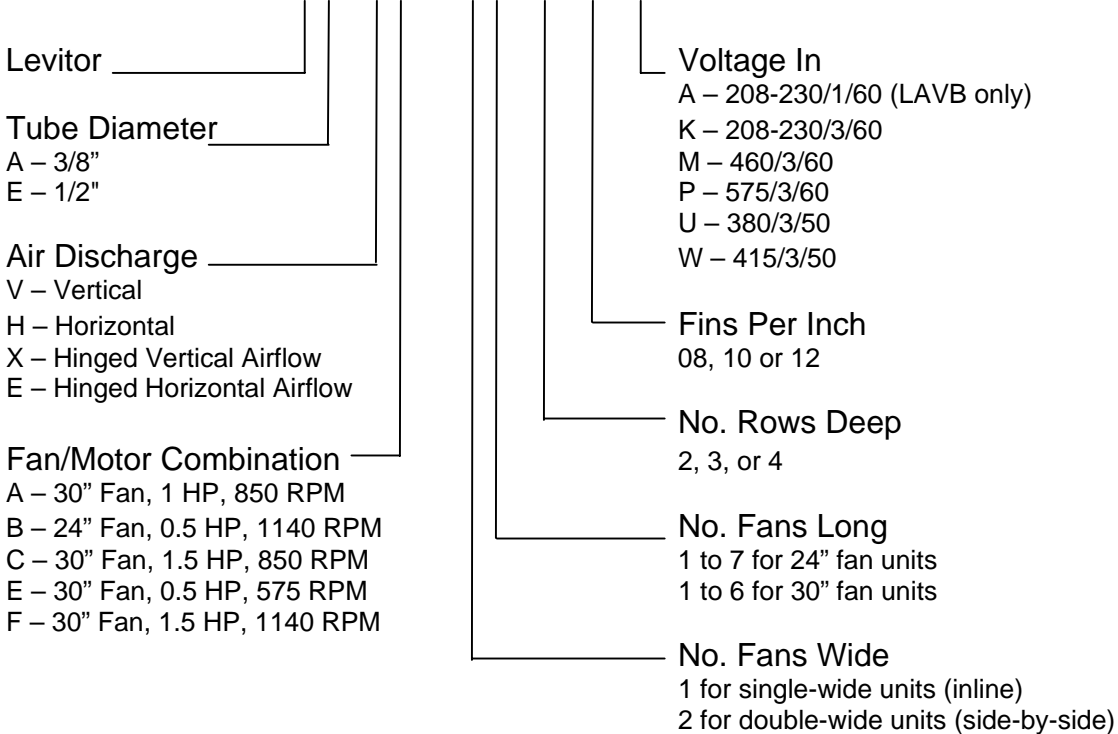 Levitor
Tube Diameter
A – 3/8”
E – 1/2"
Air Discharge
V – Vertical
H – Horizontal
X – Hinged Vertical Airflow
E – Hinged Horizontal Airflow
Fan/Motor Combination
A – 30” Fan, 1 HP, 850 RPM
B – 24” Fan, 0.5 HP, 1140 RPM
C – 30” Fan, 1.5 HP, 850 RPM
E – 30” Fan, 0.5 HP, 575 RPM
F – 30” Fan, 1.5 HP, 1140 RPM
Voltage In
A – 208-230/1/60 (LAVB only)
K – 208-230/3/60
M – 460/3/60
P – 575/3/60
U – 380/3/50
W – 415/3/50
Fins Per Inch
08, 10 or 12
No. Rows Deep
2, 3, or 4
No. Fans Long
1 to 7 for 24” fan units
1 to 6 for 30” fan units
No. Fans Wide
1 for single-wide units (inline)
2 for double-wide units (side-by-side)